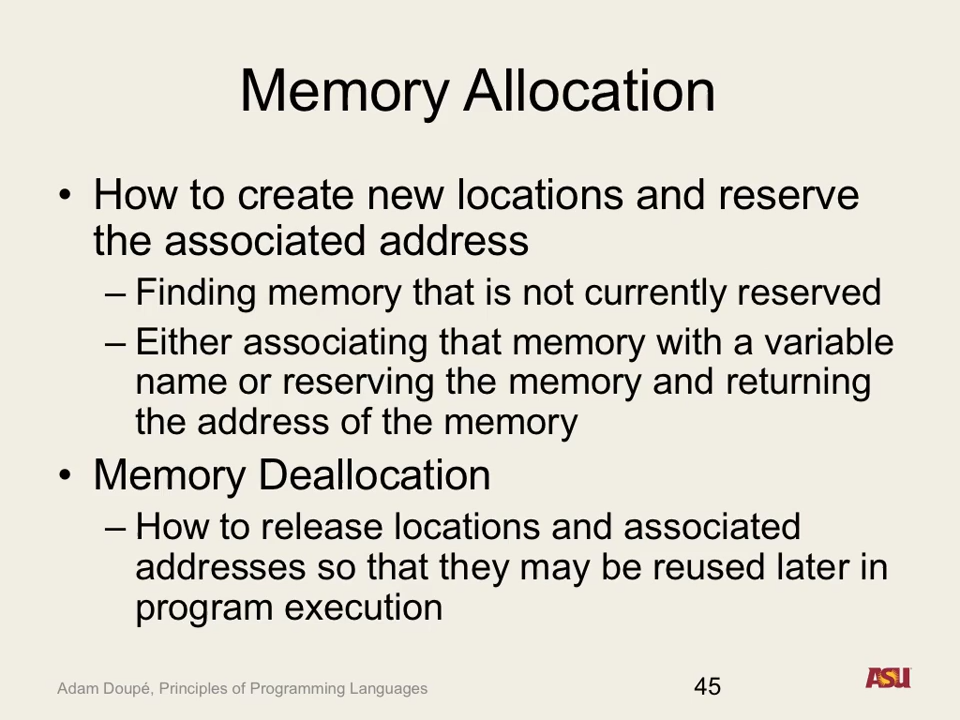 Memory Allocation
• How to create new locations and reserve
the associated address
– Finding memory that is not currently reserved
– Either associating that memory with a variable
name or reserving the memory and returning
the address of the memory
• Memory Deallocation
– How to release locations and associated
addresses so that they may be reused later in
program execution
Adam Doupé, Principles of Programming Languages
45
ASU